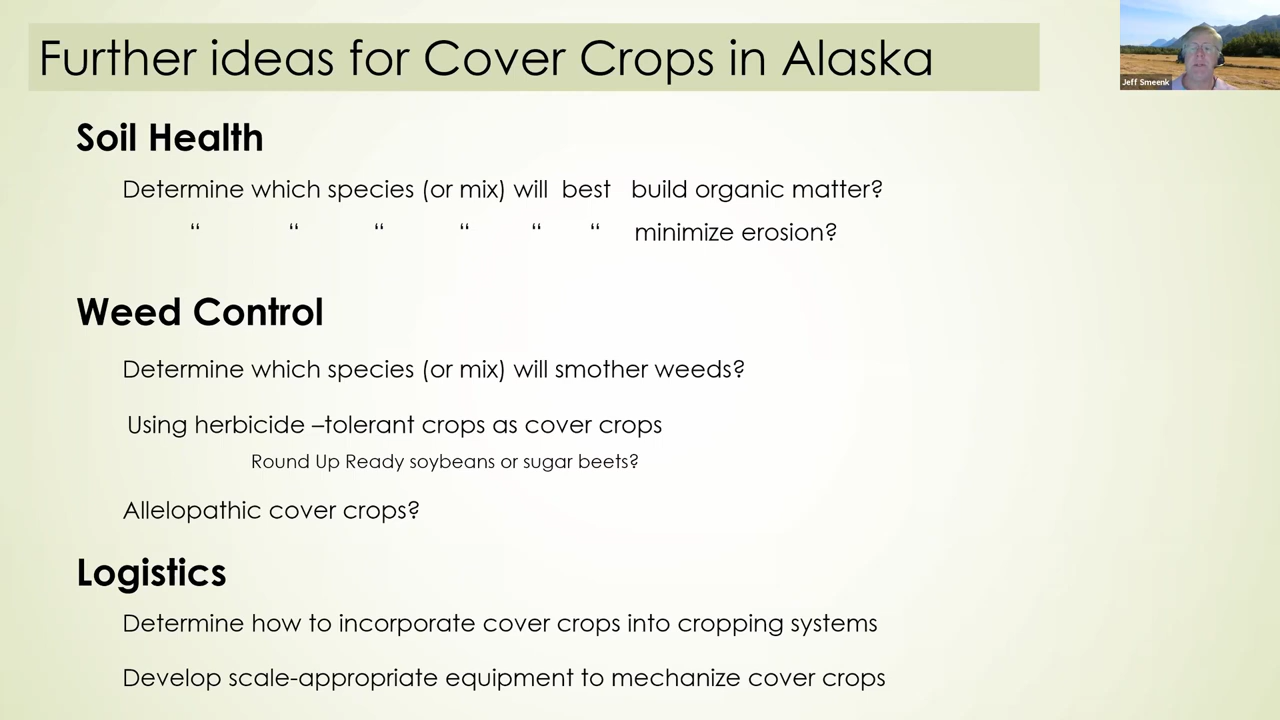 Further ideas for Cover Crops in Alaska
Jeff Smeenk
Soil Health
Determine which species (or mix) will best build organic matter?
“ “ “ “ “ “ minimize erosion?
Weed Control
Determine which species (or mix) will smother weeds?
Using herbicide –tolerant crops as cover crops
Round Up Ready soybeans or sugar beets?
Allelopathic cover crops?
Logistics
Determine how to incorporate cover crops into cropping systems
Develop scale-appropriate equipment to mechanize cover crops